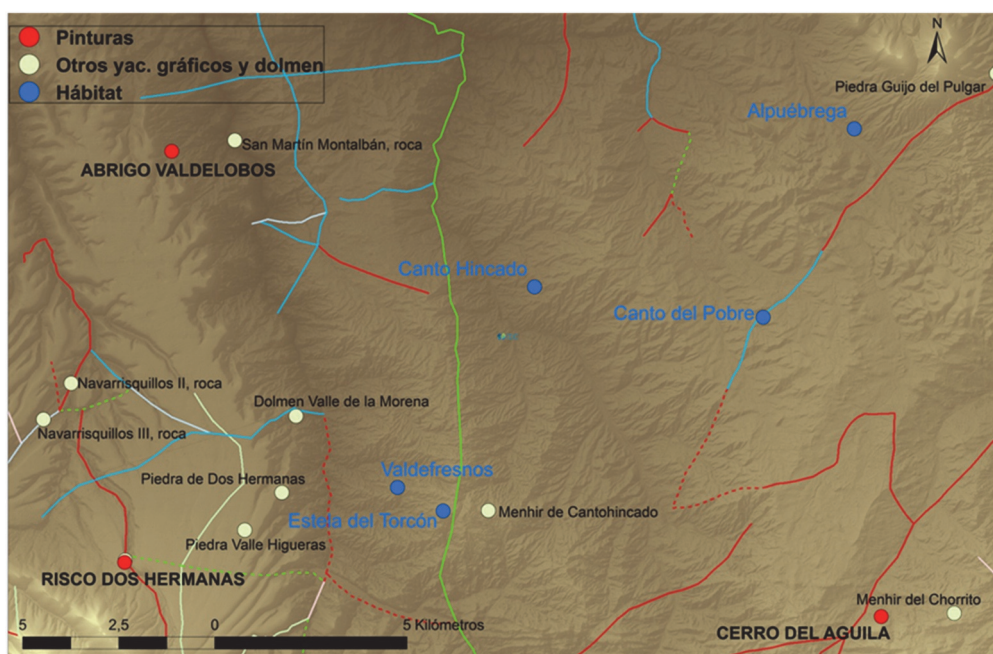 Pinturas
Otros yac. gráficos y dolmen
Hábitat
N
Piedra Guijo del Pulgar
Alpuébrega
San Martín Montalbán, roca
ABRIGO VALDELOBOS
Canto Hincado
Canto del Pobre
Navarrisquillos II, roca
Dolmen Valle de la Morena
Navarrisquillos III, roca
Valdefresnos
Piedra de Dos Hermanas
Estela del Torcón
Menhir de Cantohincado
Piedra Valle Higueras
RISCO DOS HERMANAS
Menhir del Chorrito
CERRO DEL AGUILA
5 2,5 0 5 Kilómetros